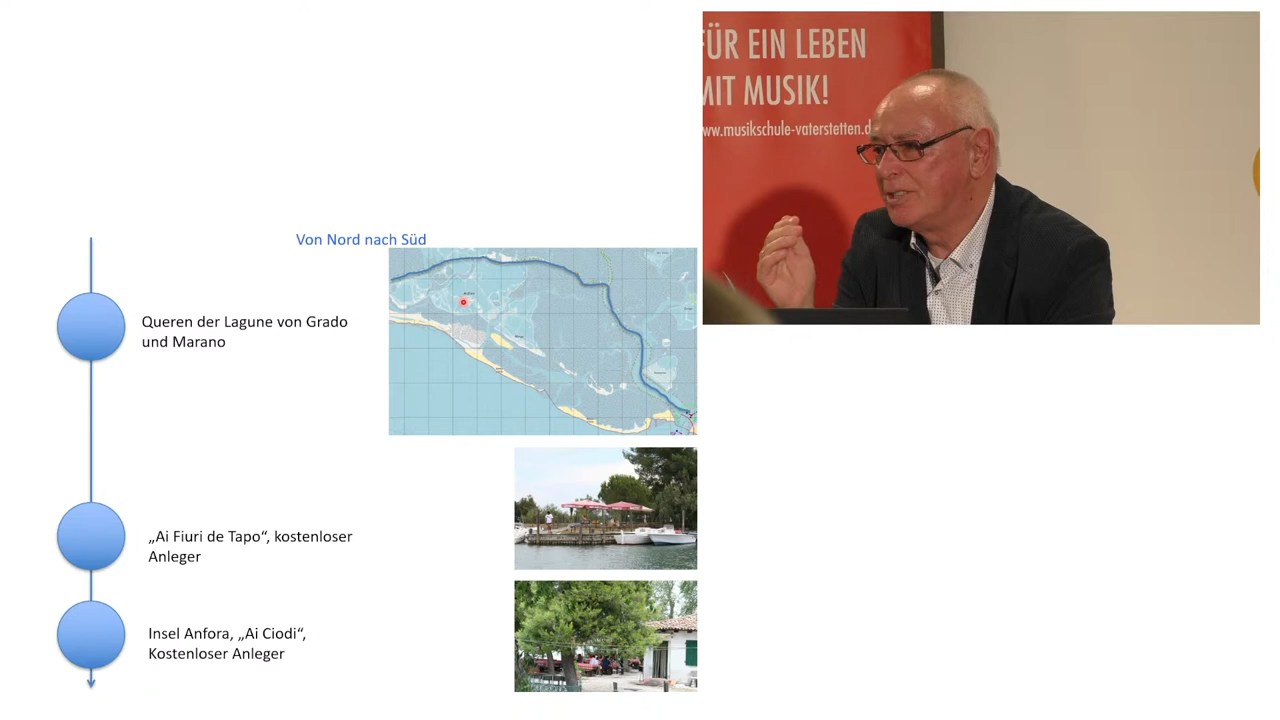 FÜR EIN LEBEN
MIT MUSIK!
www.musikschule-vaterstetten.d
Von Nord nach Süd
Queren der Lagune von Grado
und Marano
„Ai Fiuri de Tapo“, kostenloser
Anleger
Insel Anfora, „Ai Ciodi“,
Kostenloser Anleger